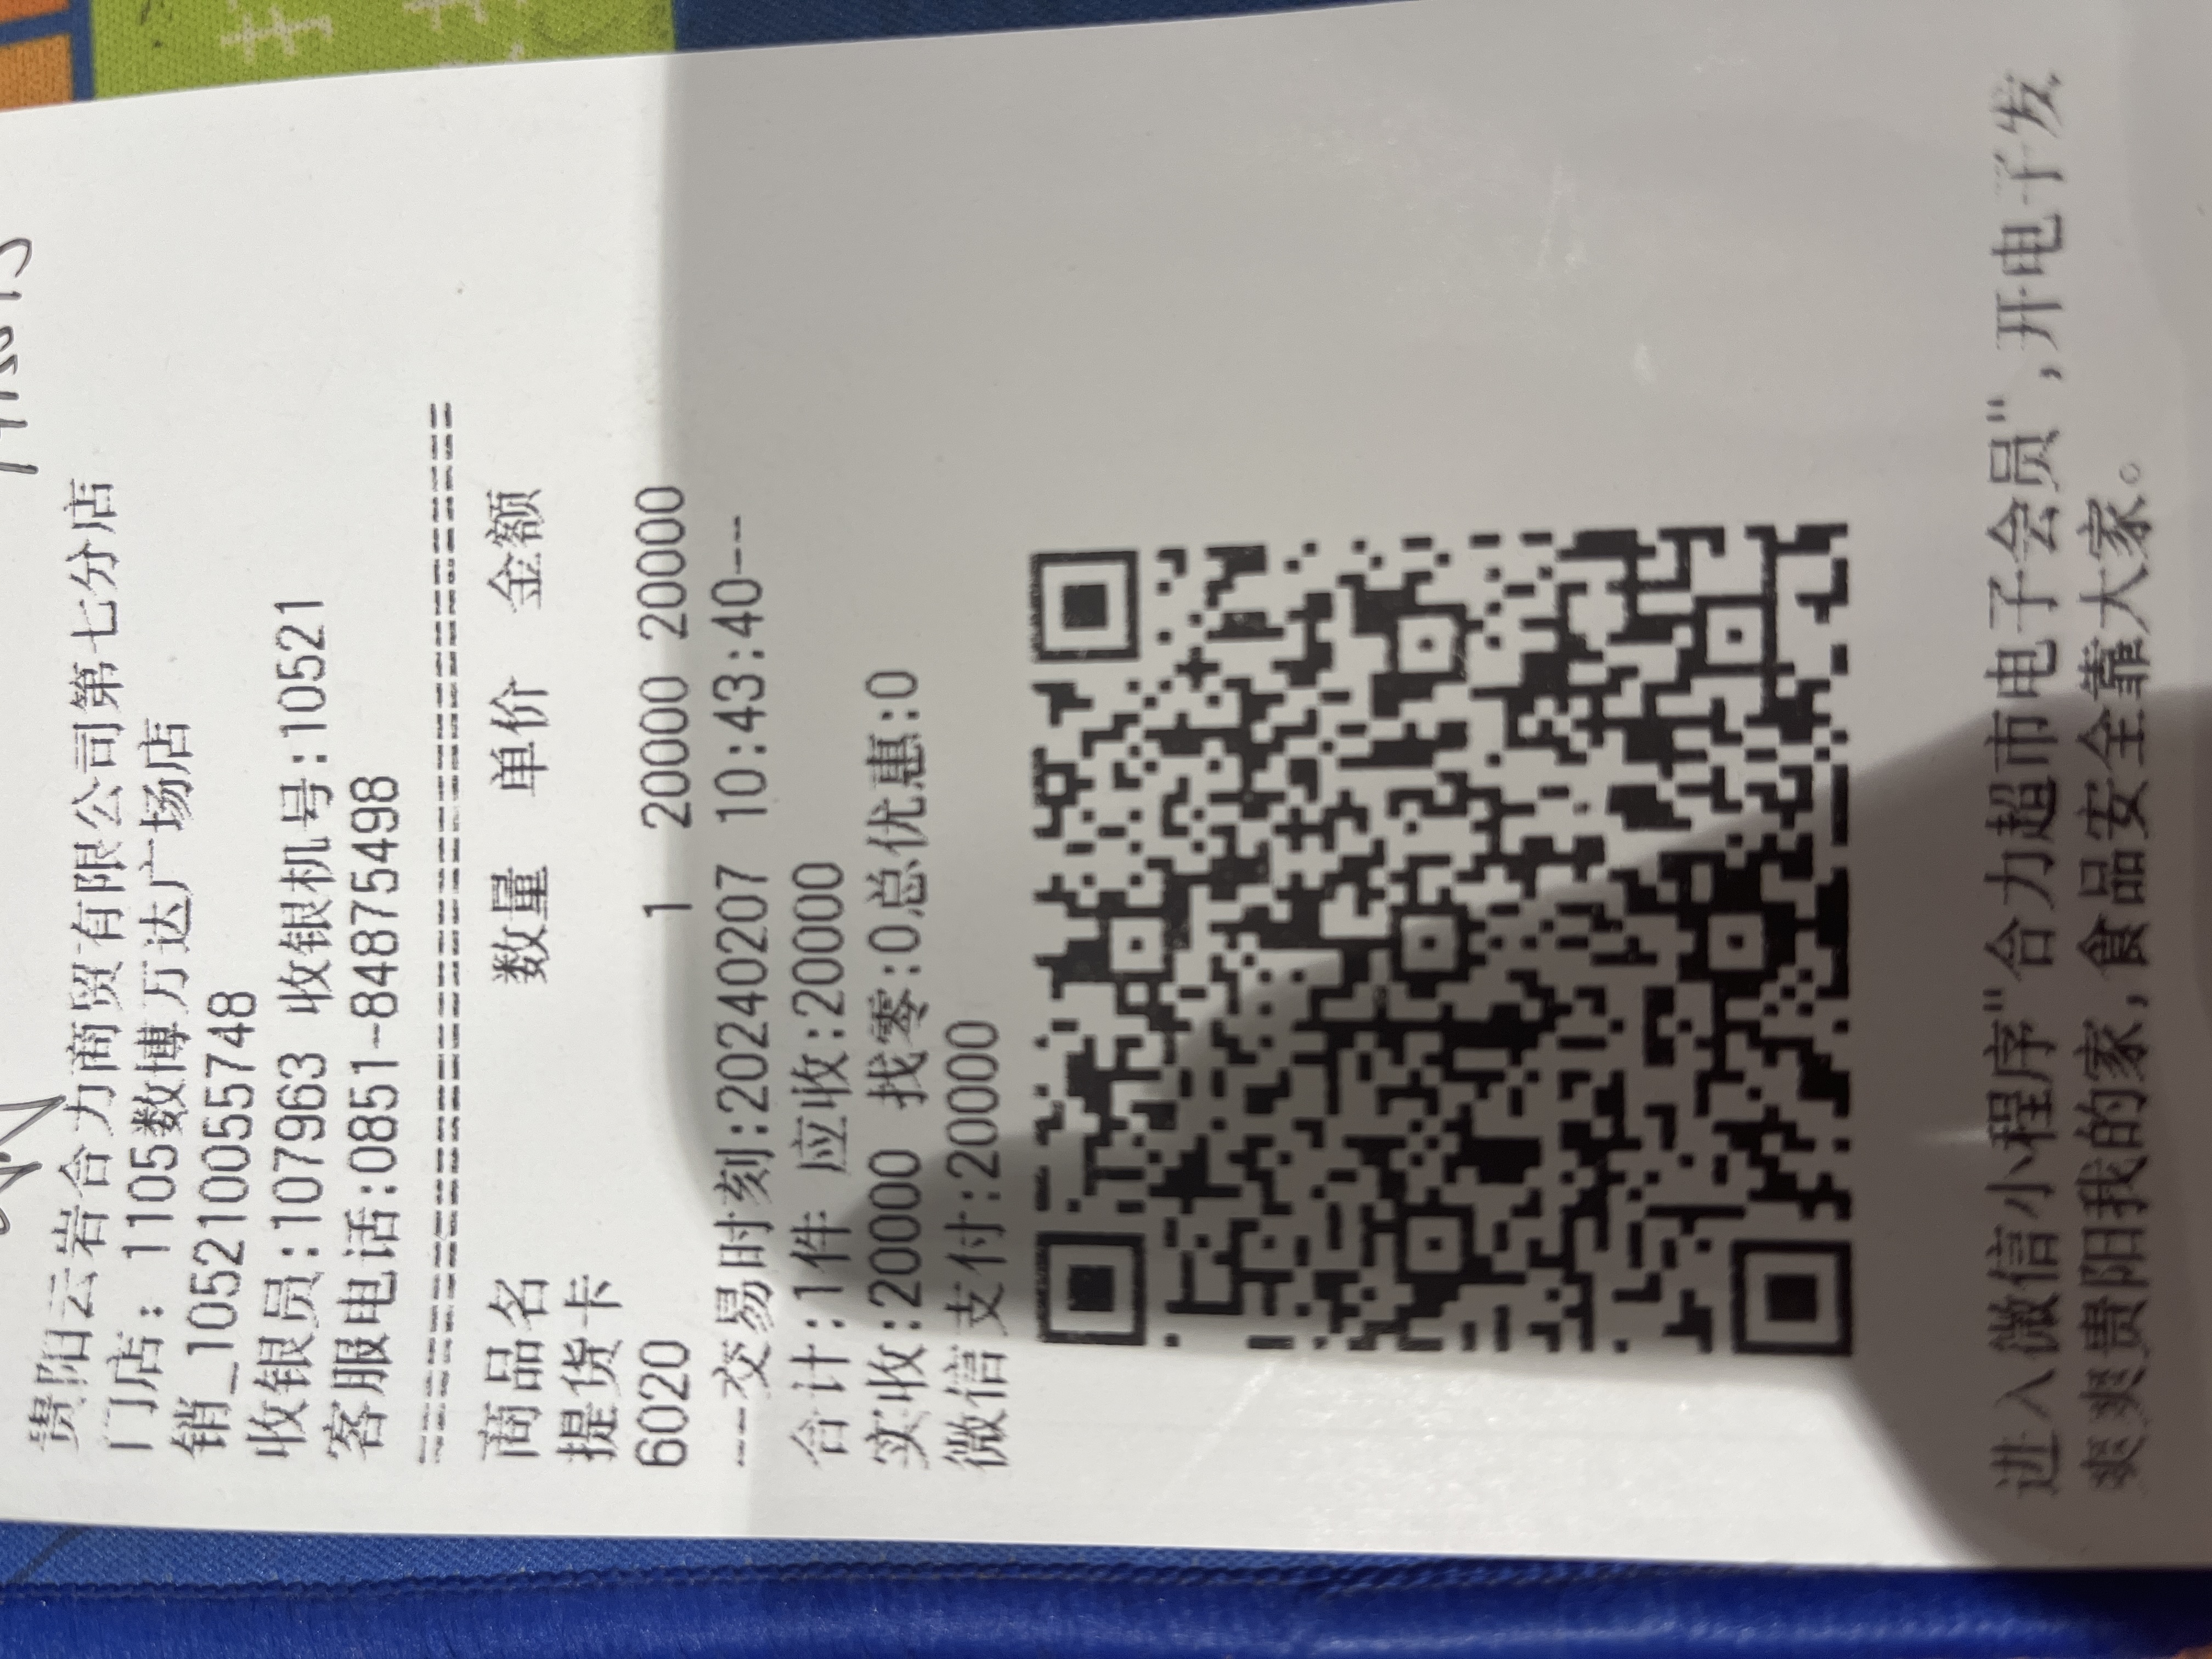 贵阳云岩合力商贸有限公司第七分店
门店: 1105数博万达广场店
销_105210055748
收银员:107963 收银机号:10521
客服电话:0851-84875498
================================
商品名 数量 单价 金额
提货卡
6020 1 20000 20000
---交易时刻:20240207 10:43:40---
合计:1件 应收:20000
实收:20000 找零:0总优惠:0
微信支付:20000
进入微信小程序"合力超市电子会员",开电子发
爽爽贵阳我的家,食品安全靠大家。